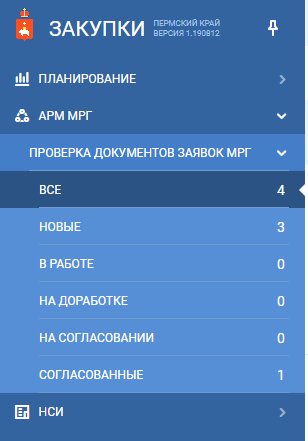 ЗАКУПКИ
ПЕРМСКИЙ КРАЙ
ВЕРСИЯ 1.190812
ПЛАНИРОВАНИЕ
АРМ МРГ
ПРОВЕРКА ДОКУМЕНТОВ ЗАЯВОК МРГ
ВСЕ 4
НОВЫЕ 3
В РАБОТЕ 0
НА ДОРАБОТКЕ 0
НА СОГЛАСОВАНИИ 0
СОГЛАСОВАННЫЕ 1
НСИ